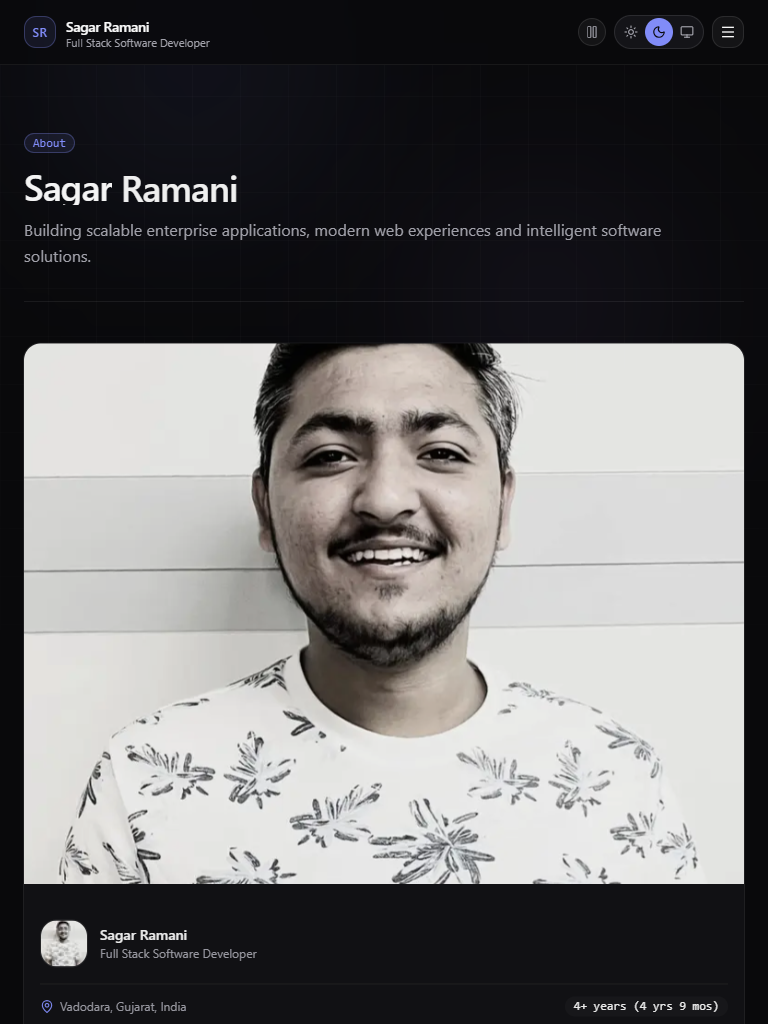 SR
Sagar Ramani
Full Stack Software Developer
About
Sagar Ramani
Building scalable enterprise applications, modern web experiences and intelligent software
solutions.
Sagar Ramani
Full Stack Software Developer
Vadodara, Gujarat, India
4+ years (4 yrs 9 mos)